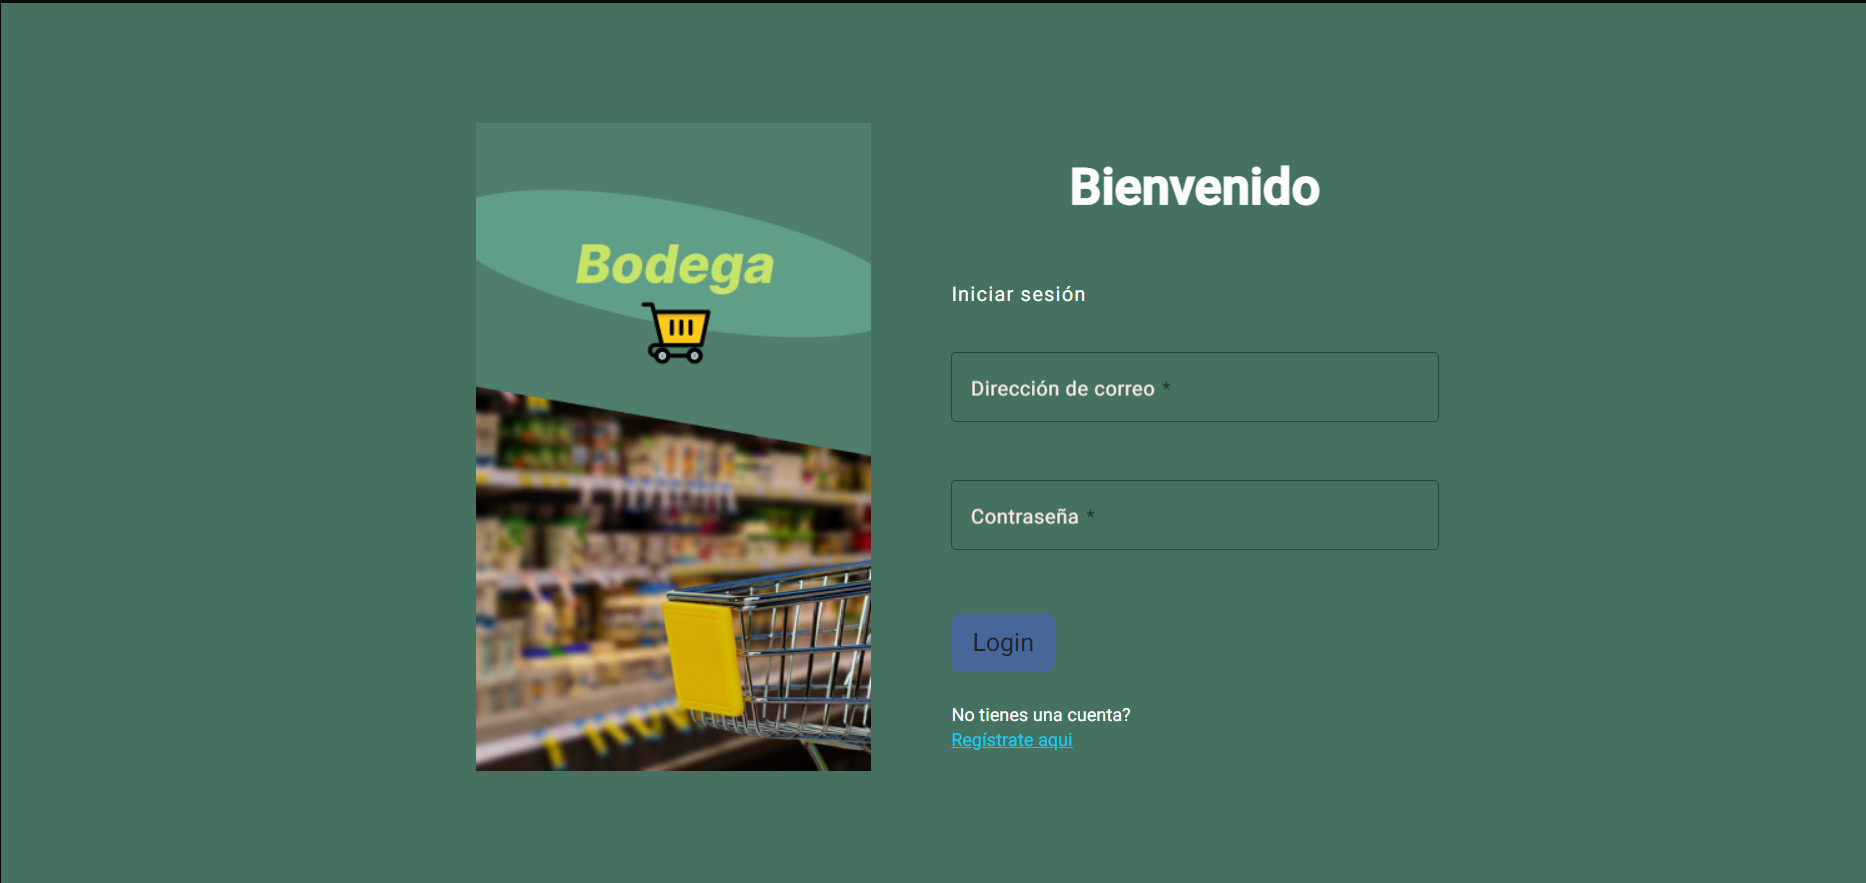 Bodega
Bienvenido
Iniciar sesión
Dirección de correo *
Contraseña *
Login
No tienes una cuenta?
Regístrate aqui